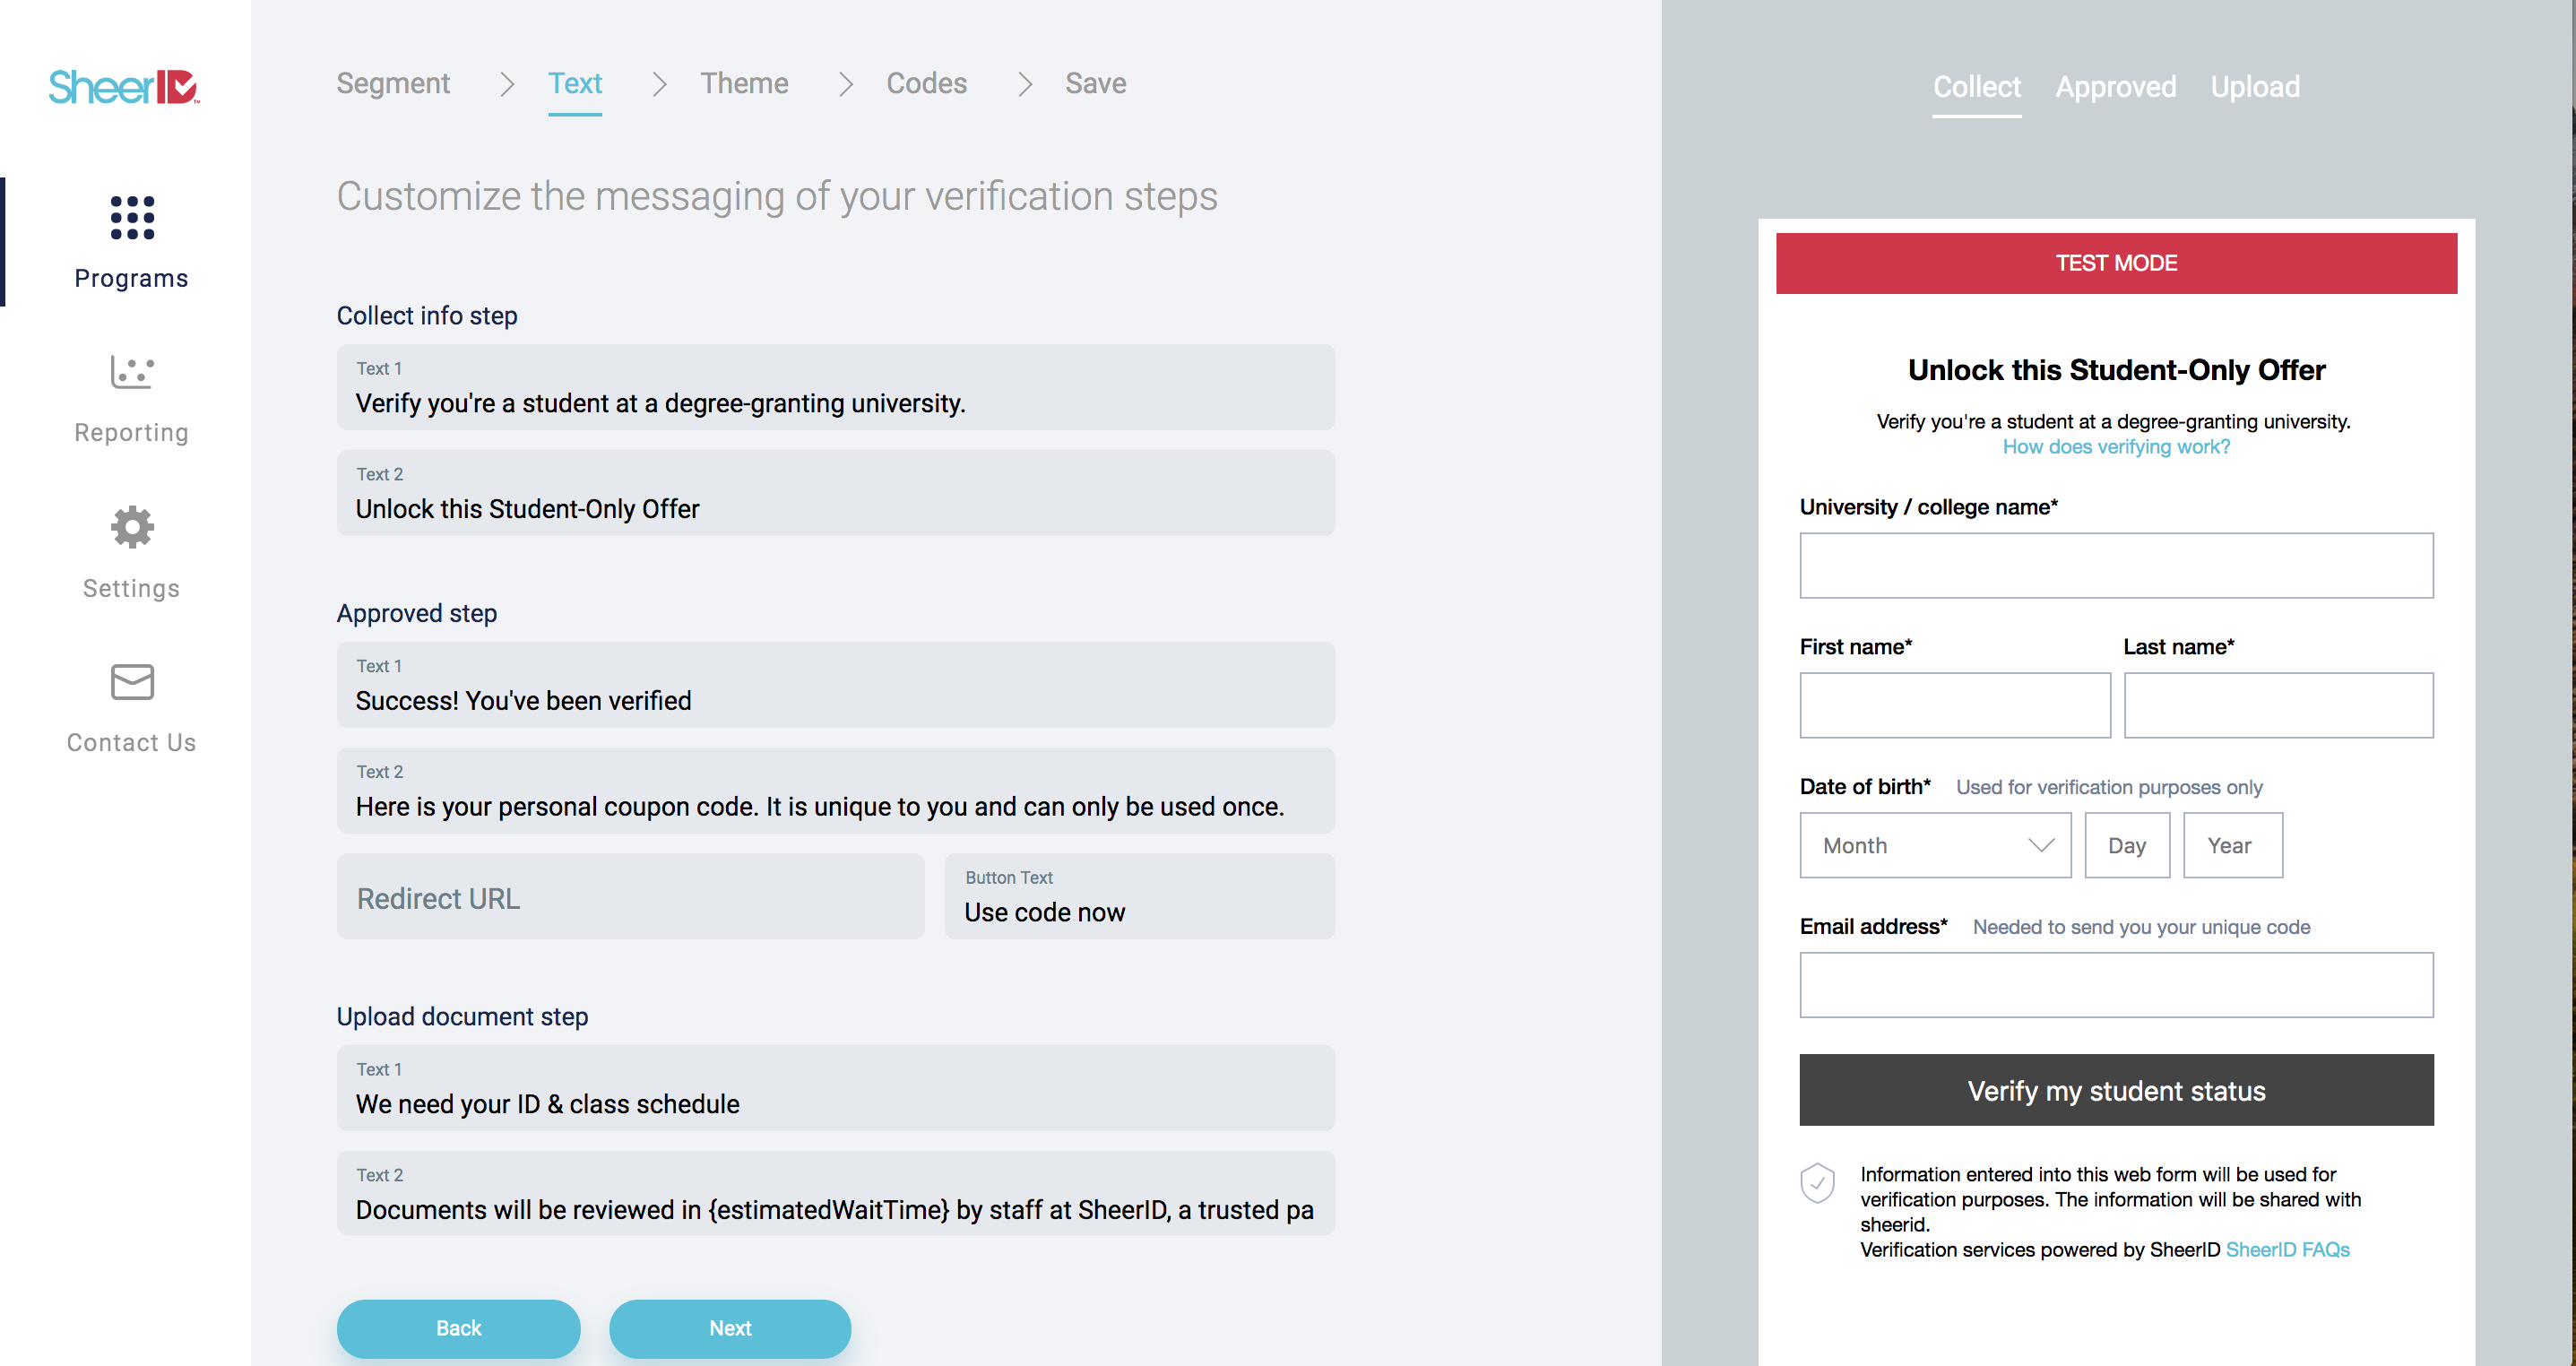 SheerID
Programs
Reporting
Settings
Contact Us
Segment > Text > Theme > Codes > Save
Customize the messaging of your verification steps
Collect info step
Text 1
Verify you're a student at a degree-granting university.
Text 2
Unlock this Student-Only Offer
Approved step
Text 1
Success! You've been verified
Text 2
Here is your personal coupon code. It is unique to you and can only be used once.
Redirect URL
Button Text
Use code now
Upload document step
Text 1
We need your ID & class schedule
Text 2
Documents will be reviewed in {estimatedWaitTime} by staff at SheerID, a trusted pa
Back
Next
Collect Approved Upload
TEST MODE
Unlock this Student-Only Offer
Verify you're a student at a degree-granting university.
How does verifying work?
University / college name*
First name* Last name*
Date of birth* Used for verification purposes only
Month Day Year
Email address* Needed to send you your unique code
Verify my student status
Information entered into this web form will be used for
verification purposes. The information will be shared with
sheerid.
Verification services powered by SheerID SheerID FAQs